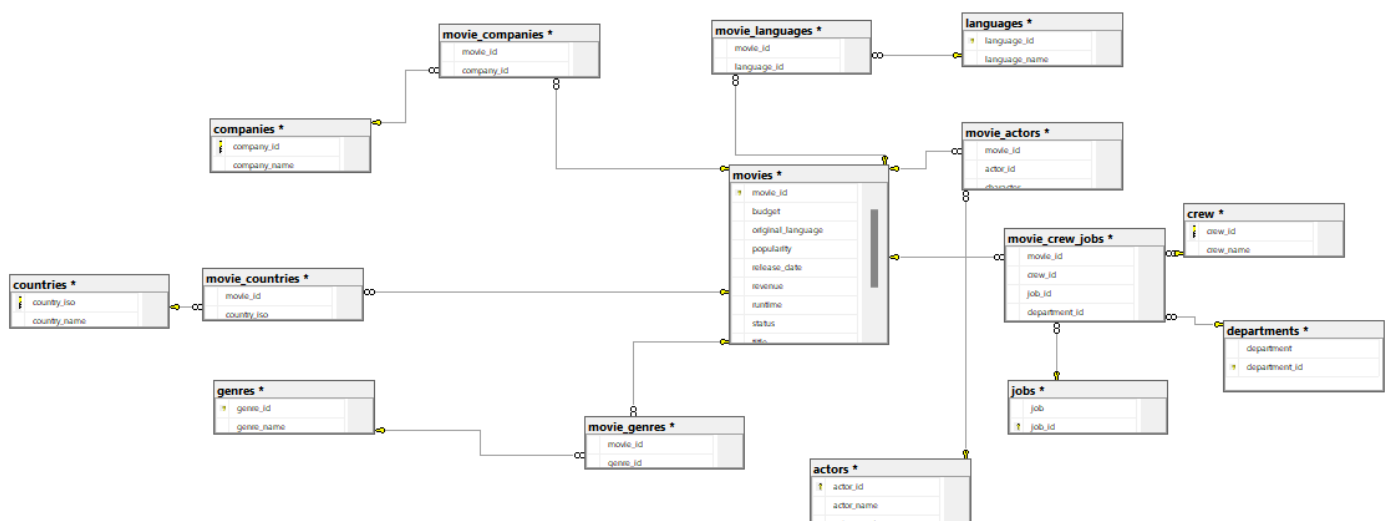 movie_companies *
movie_id
company_id
movie_languages *
movie_id
language_id
languages *
language_id
language_name
companies *
company_id
company_name
movie_actors *
movie_id
actor_id
character
movies *
movie_id
budget
original_language
popularity
release_date
revenue
runtime
status
title
crew *
crew_id
crew_name
movie_crew_jobs *
movie_id
crew_id
job_id
department_id
countries *
country_iso
country_name
movie_countries *
movie_id
country_iso
departments *
department
department_id
genres *
genre_id
genre_name
jobs *
job
job_id
movie_genres *
movie_id
genre_id
actors *
actor_id
actor_name